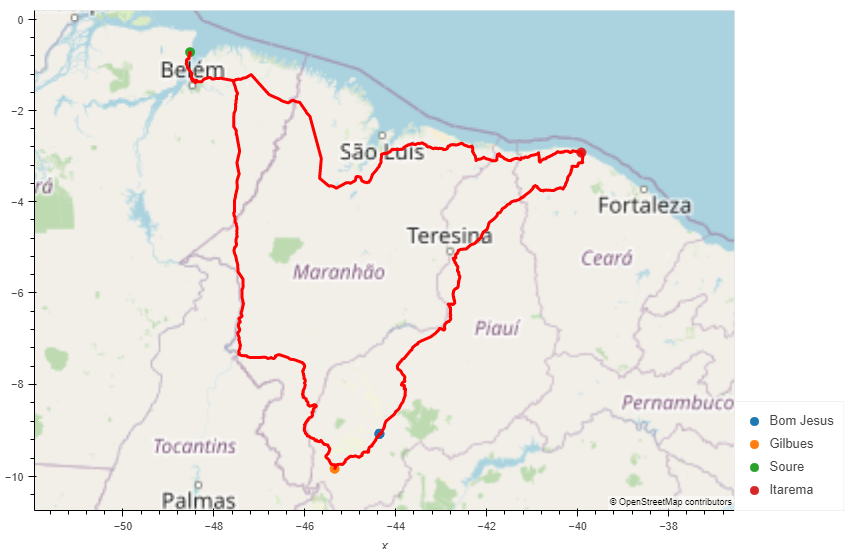 0
Belém
−2
São Luís
rá
−4
Fortaleza
Teresina
Ceará
Maranhão
−6
Piauí
−8
Pernambuco
Bom Jesus
Tocantins
Gilbues
Soure
−10
Palmas
Itarema
© OpenStreetMap contributors
−50
−48
−46
−44
−42
−40
−38
x